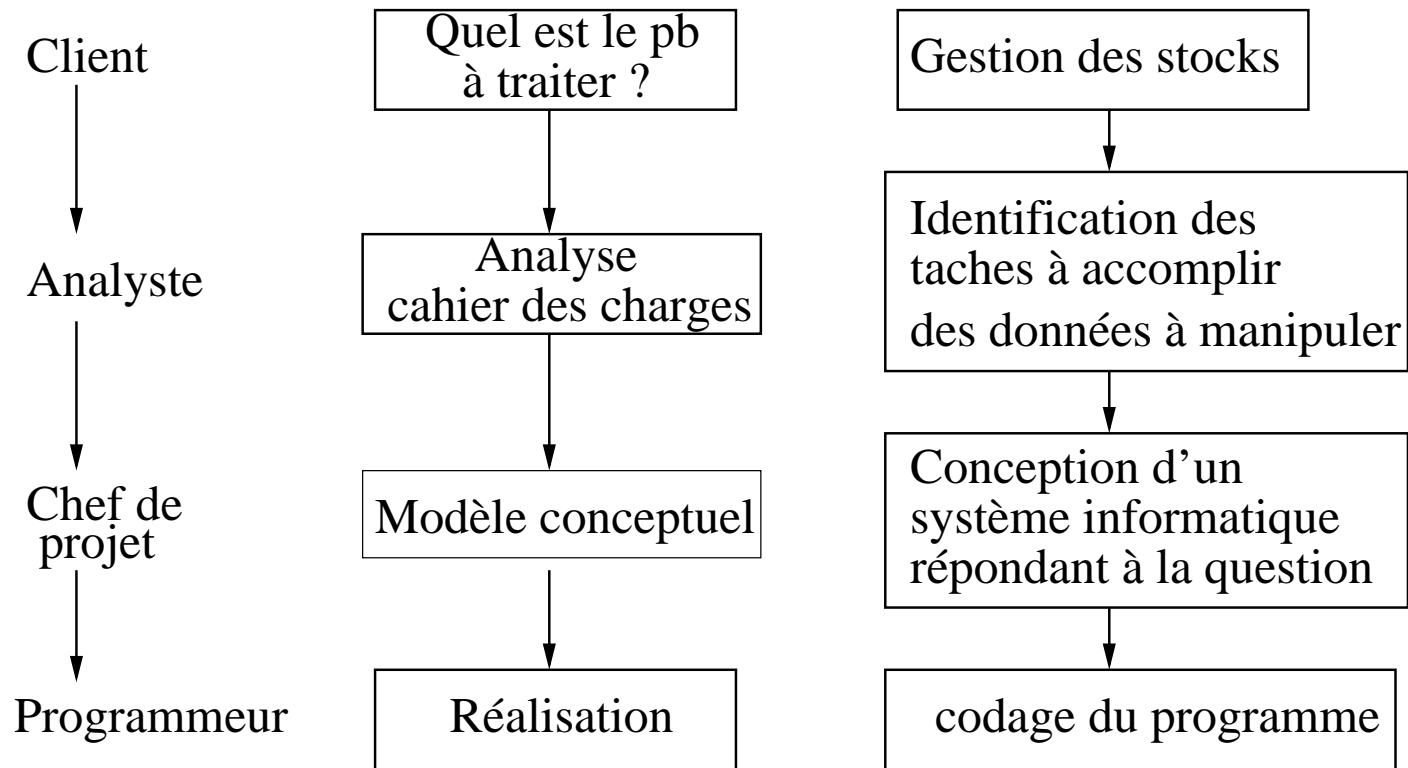 Client
Quel est le pb
à traiter ?
Gestion des stocks
Analyste
Analyse
cahier des charges
Identification des
taches à accomplir
des données à manipuler
Chef de
projet
Modèle conceptuel
Conception d’un
système informatique
répondant à la question
Programmeur
Réalisation
codage du programme